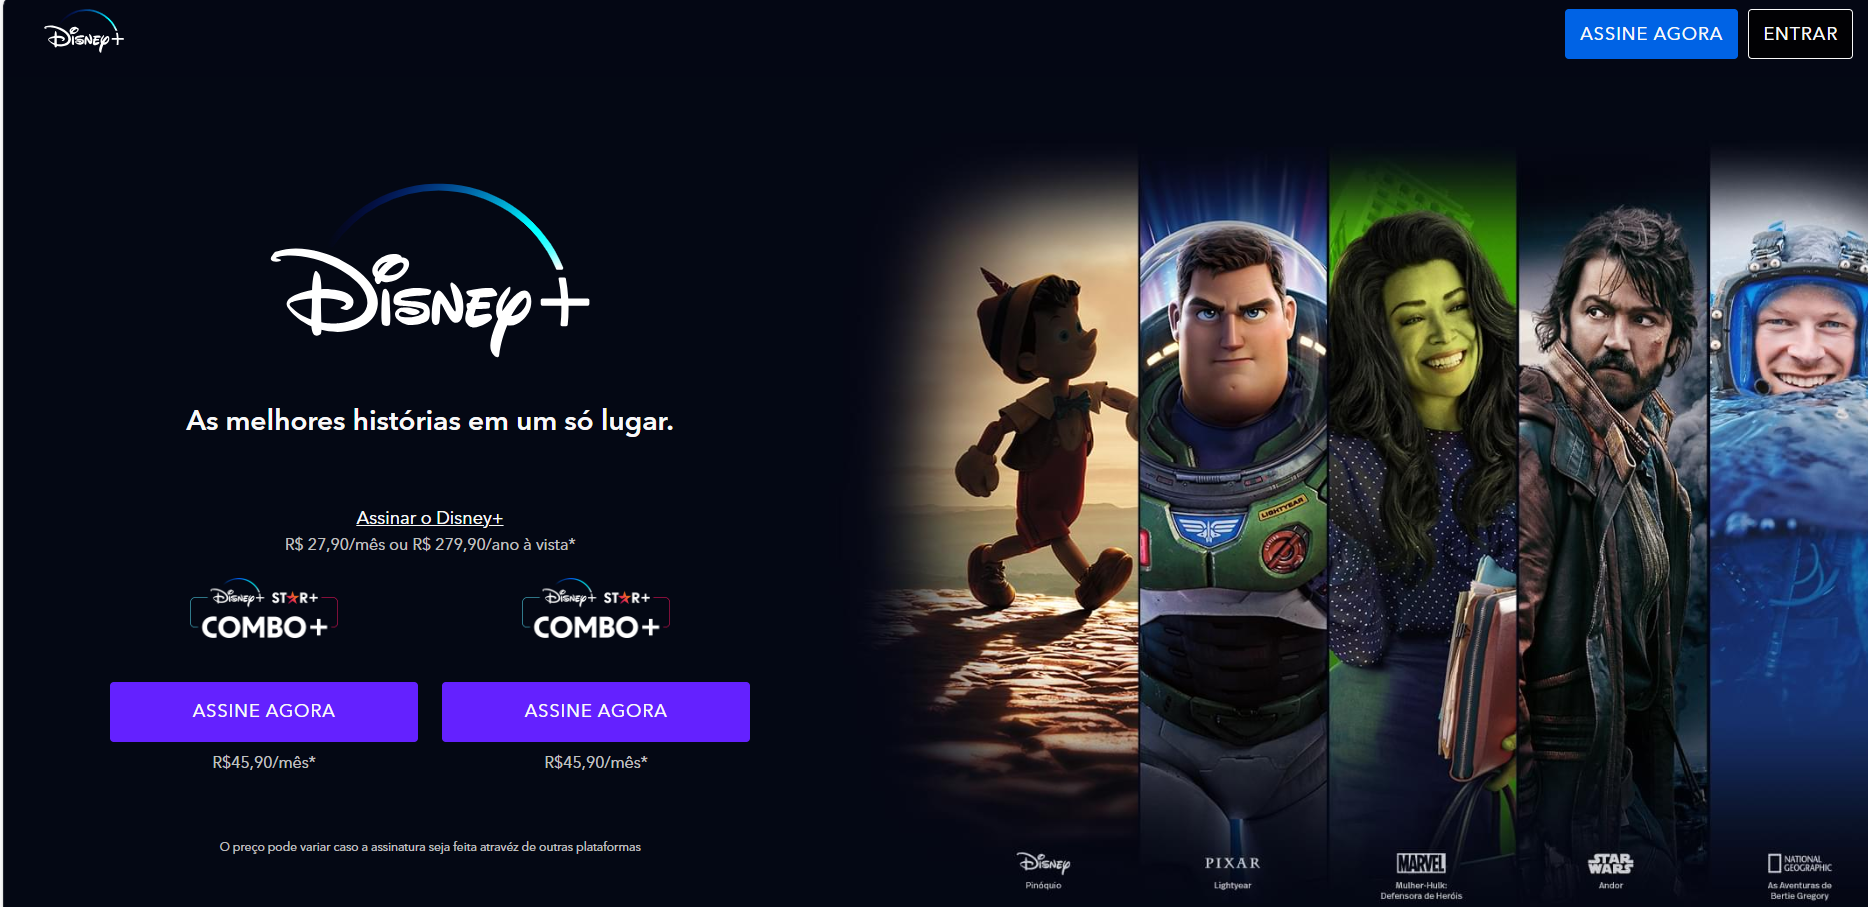 Disney+
ASSINE AGORA
ENTRAR
Disney+
As melhores histórias em um só lugar.
Assinar o Disney+
R$ 27,90/mês ou R$ 279,90/ano à vista*
Disney+ STAR+
COMBO+
ASSINE AGORA
R$45,90/mês*
Disney+ STAR+
COMBO+
ASSINE AGORA
R$45,90/mês*
O preço pode variar caso a assinatura seja feita atravéz de outras plataformas
LIGHTYEAR
Disney
Pinóquio
PIXAR
Lightyear
MARVEL
Mulher-Hulk:
Defensora de Heróis
STAR
WARS
Andor
NATIONAL
GEOGRAPHIC
As Aventuras de
Bertie Gregory